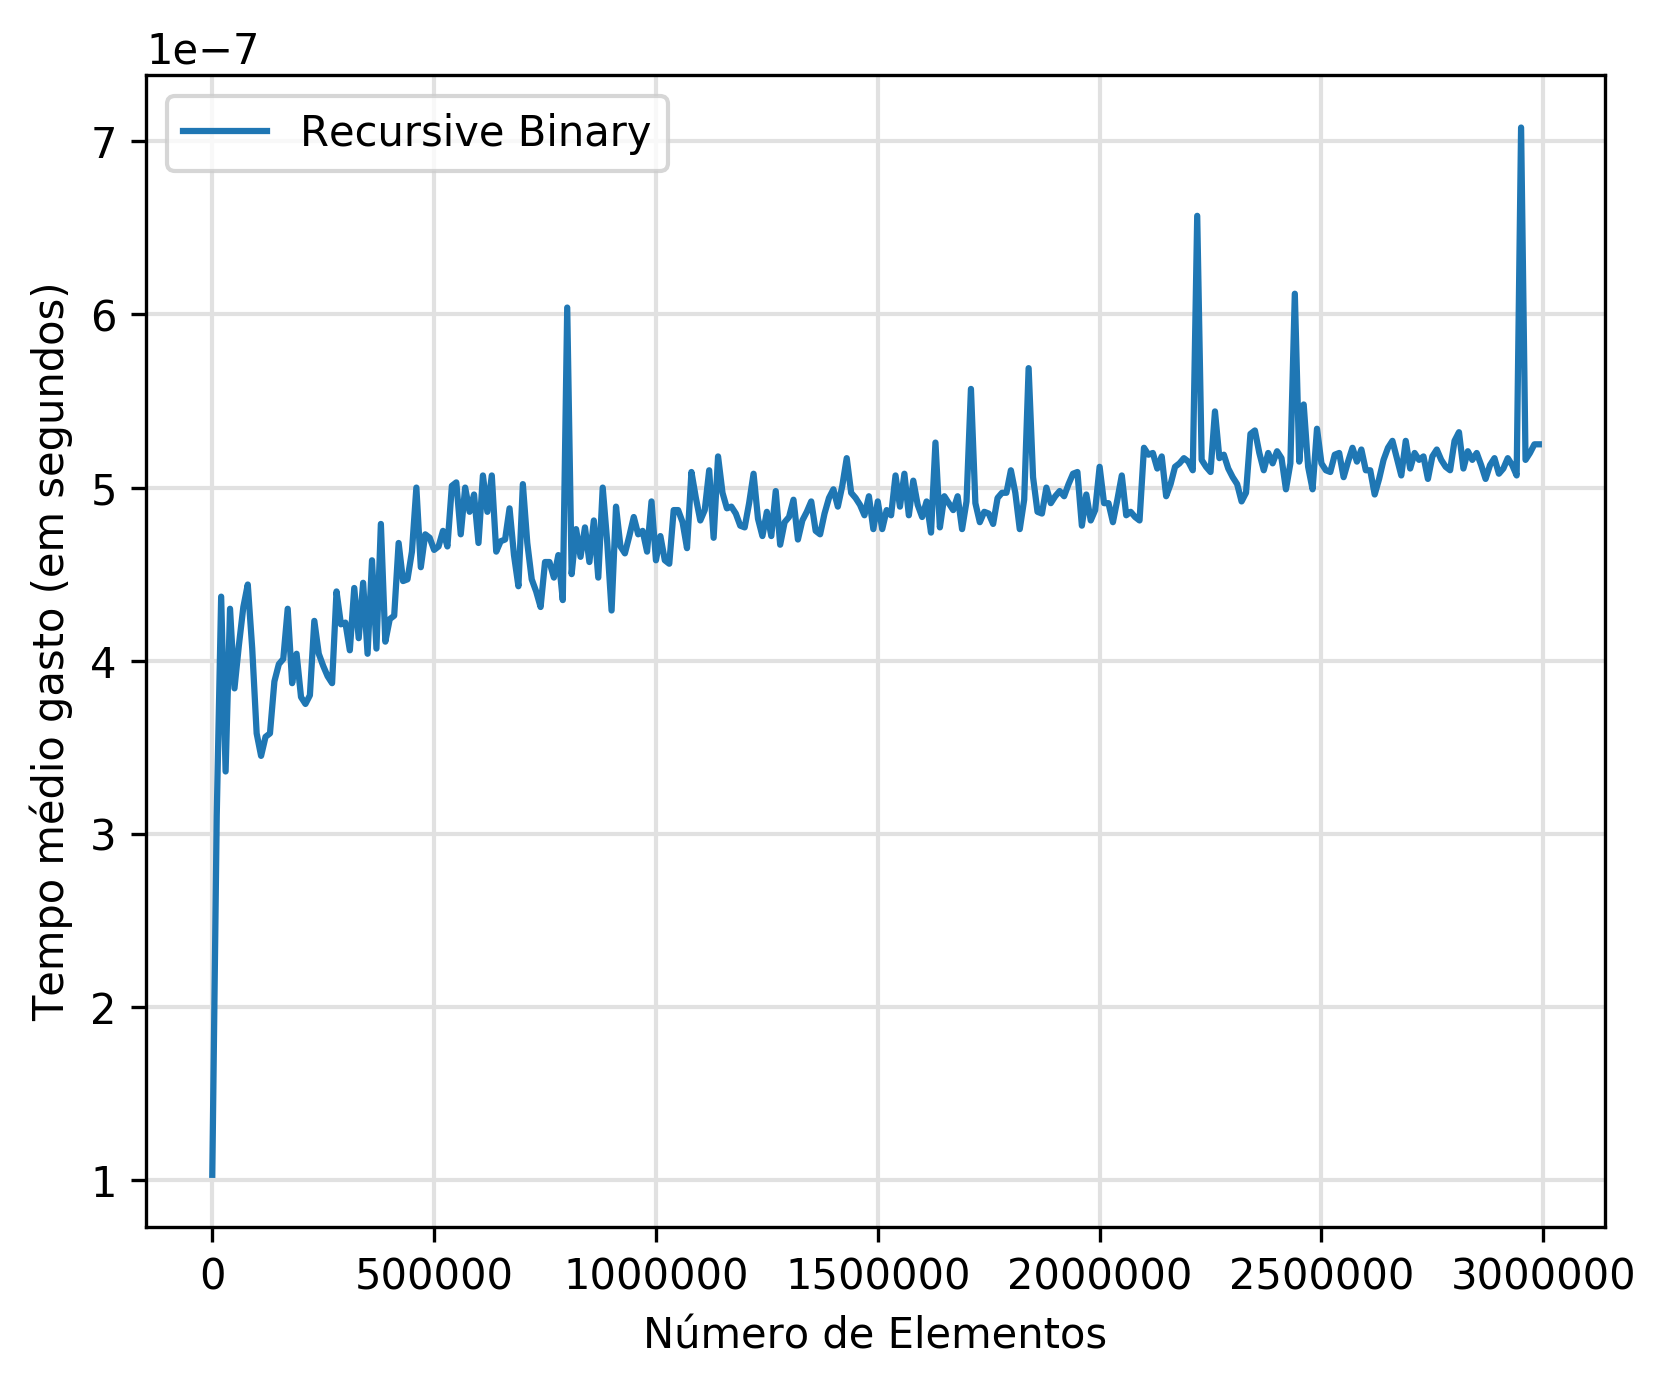 1e−7
Recursive Binary
7
6
5
4
3
2
1
Tempo médio gasto (em segundos)
0 500000 1000000 1500000 2000000 2500000 3000000
Número de Elementos